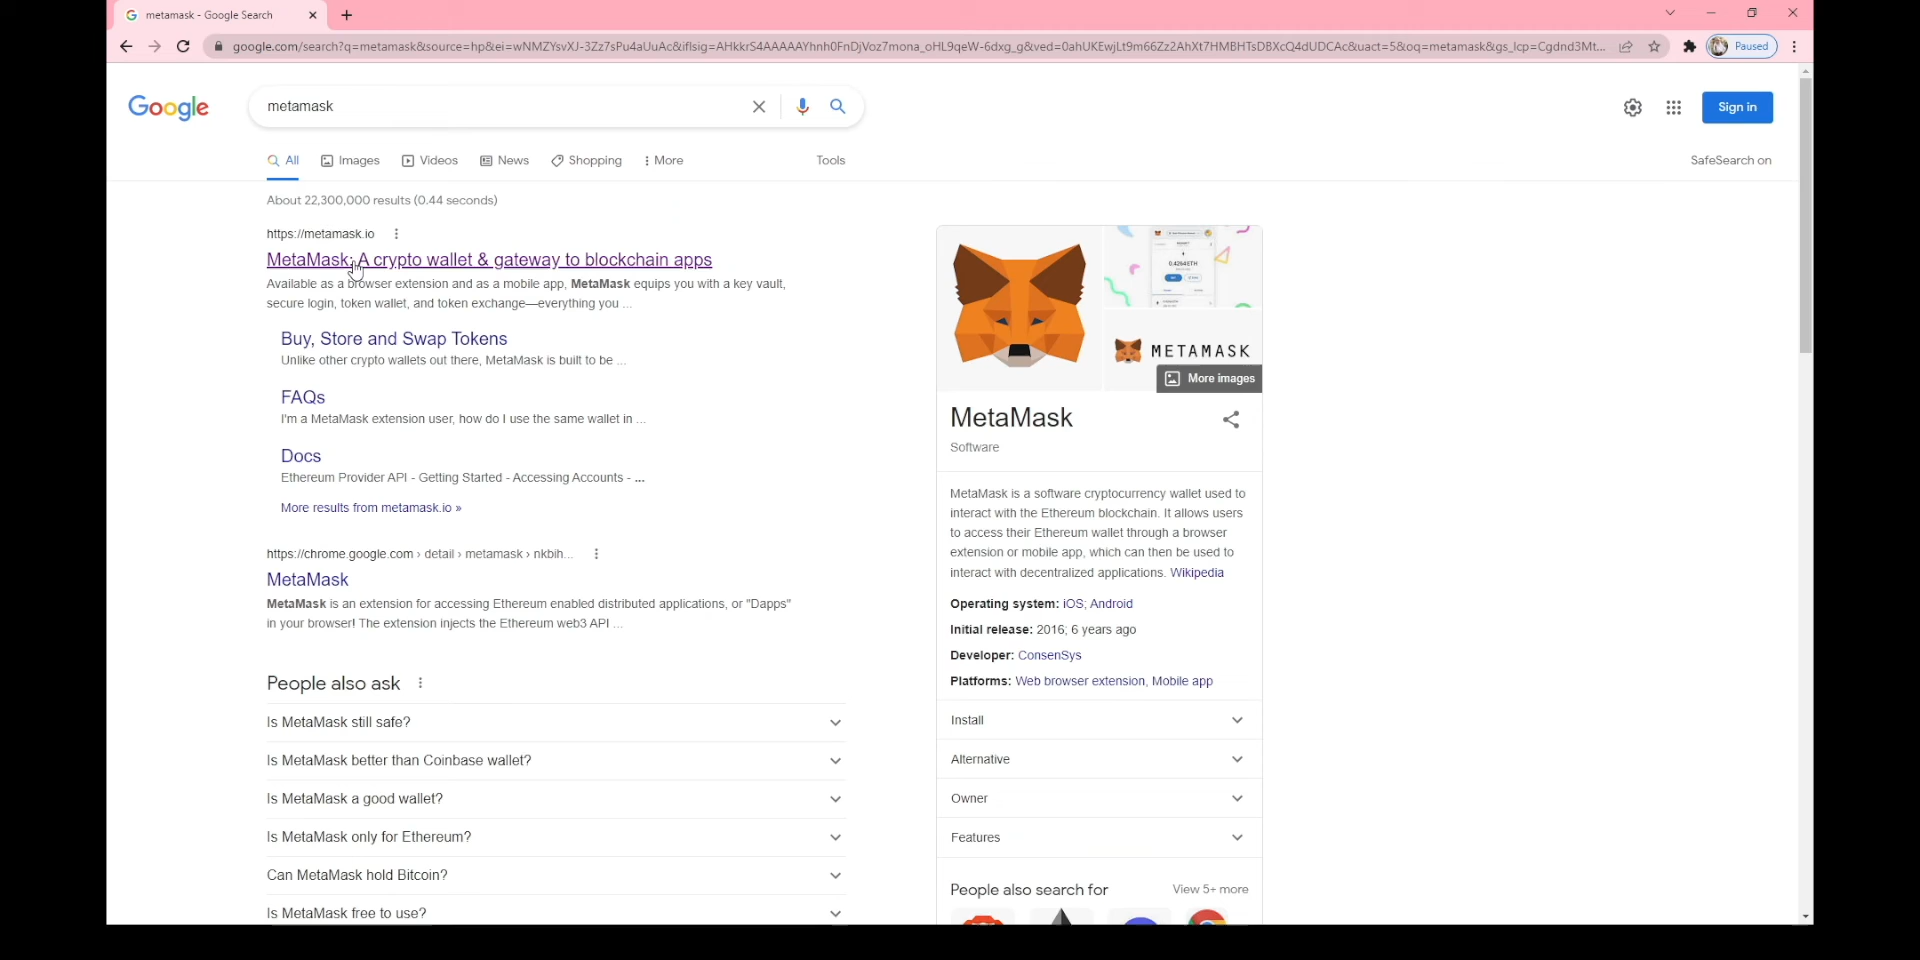 metamask - Google Search
google.com/search?q=metamask&source=hp&ei=wNMZYsvXJ-3Zz7sPu4aUuAc&iflsig=AHkkrS4AAAAAYhnh0FnDjVoz7mona_oHL9qeW-6dxg_g&ved=0ahUKEwjLt9m66Zz2AhXt7HMBHTsDBXcQ4dUDCAc&uact=5&oq=metamask&gs_lcp=Cgdnd3Mt...
Paused
Google
metamask
Sign in
All
Images
Videos
News
Shopping
More
Tools
SafeSearch on
About 22,300,000 results (0.44 seconds)
https://metamask.io
MetaMask: A crypto wallet & gateway to blockchain apps
Available as a browser extension and as a mobile app, MetaMask equips you with a key vault,
secure login, token wallet, and token exchange—everything you ...
Buy, Store and Swap Tokens
Unlike other crypto wallets out there, MetaMask is built to be ...
FAQs
I'm a MetaMask extension user, how do I use the same wallet in ...
Docs
Ethereum Provider API - Getting Started - Accessing Accounts - ...
More results from metamask.io »
https://chrome.google.com › detail › metamask › nkbih...
MetaMask
MetaMask is an extension for accessing Ethereum enabled distributed applications, or "Dapps"
in your browser! The extension injects the Ethereum web3 API ...
People also ask
Is MetaMask still safe?
Is MetaMask better than Coinbase wallet?
Is MetaMask a good wallet?
Is MetaMask only for Ethereum?
Can MetaMask hold Bitcoin?
Is MetaMask free to use?
0.4264 ETH
METAMASK
More images
MetaMask
Software
MetaMask is a software cryptocurrency wallet used to
interact with the Ethereum blockchain. It allows users
to access their Ethereum wallet through a browser
extension or mobile app, which can then be used to
interact with decentralized applications. Wikipedia
Operating system: iOS; Android
Initial release: 2016; 6 years ago
Developer: ConsenSys
Platforms: Web browser extension, Mobile app
Install
Alternative
Owner
Features
People also search for
View 5+ more